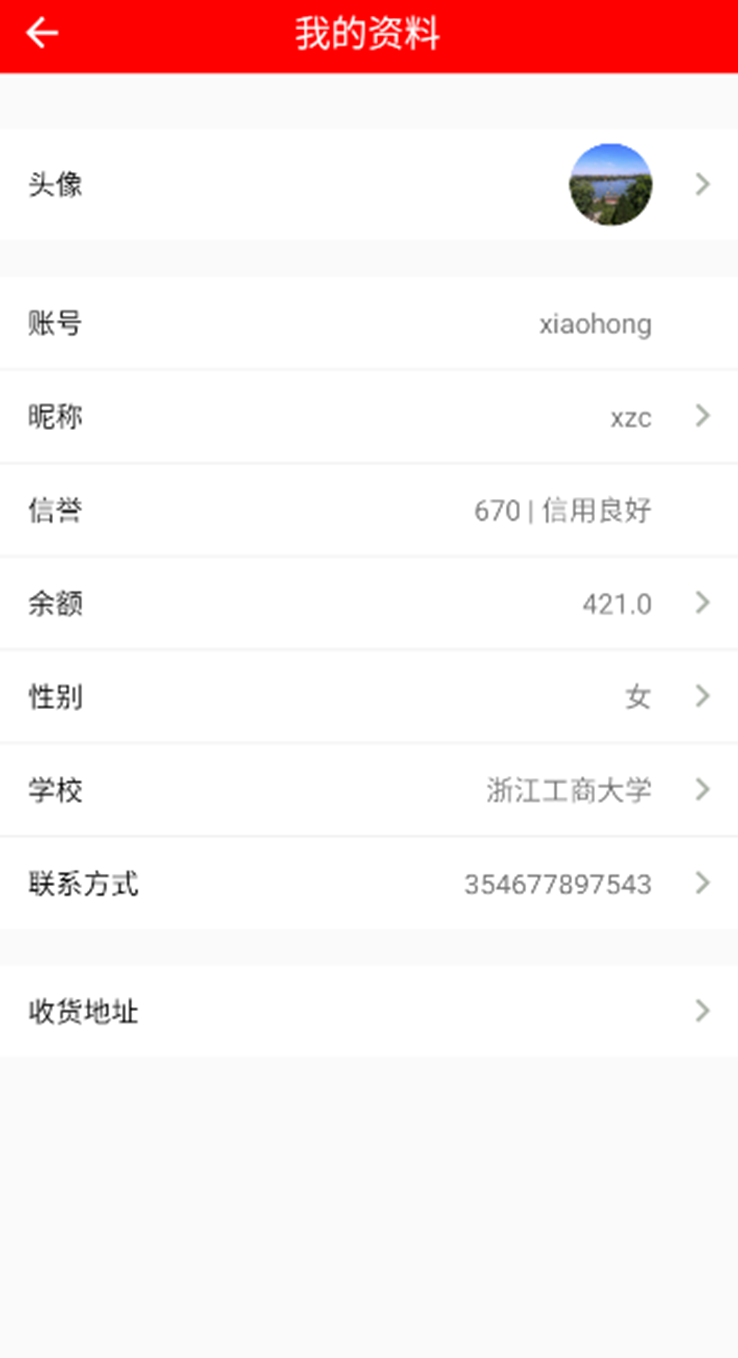 我的资料
头像
账号 xiaohong
昵称 xzc
信誉 670 | 信用良好
余额 421.0
性别 女
学校 浙江工商大学
联系方式 354677897543
收货地址